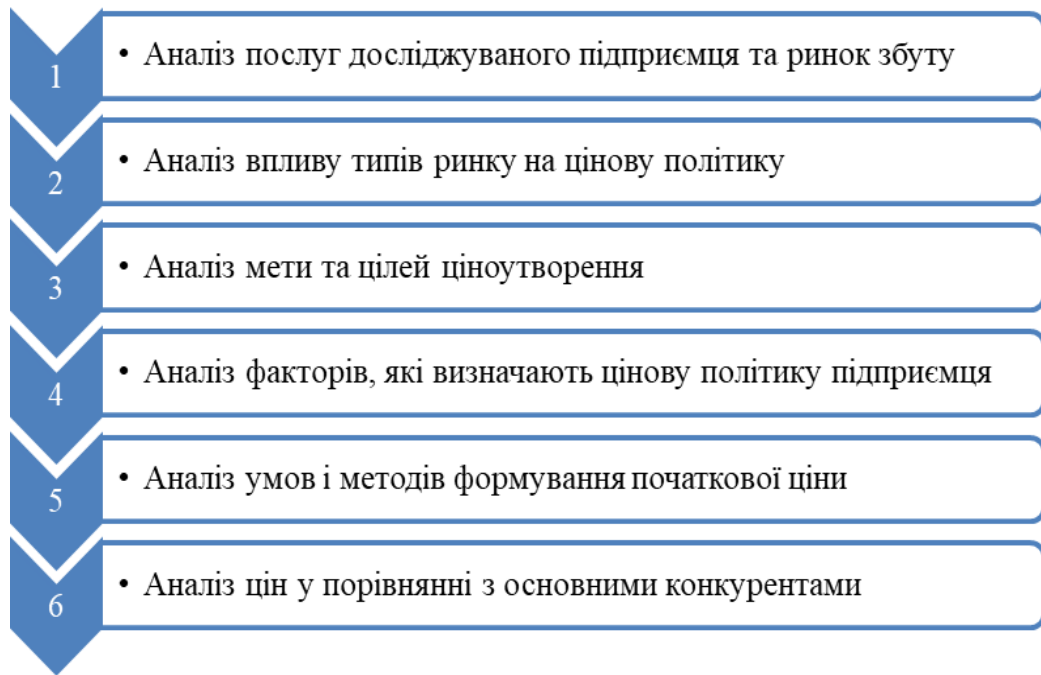 1
• Аналіз послуг досліджуваного підприємця та ринок збуту
2
• Аналіз впливу типів ринку на цінову політику
3
• Аналіз мети та цілей ціноутворення
4
• Аналіз факторів, які визначають цінову політику підприємця
5
• Аналіз умов і методів формування початкової ціни
6
• Аналіз цін у порівнянні з основними конкурентами